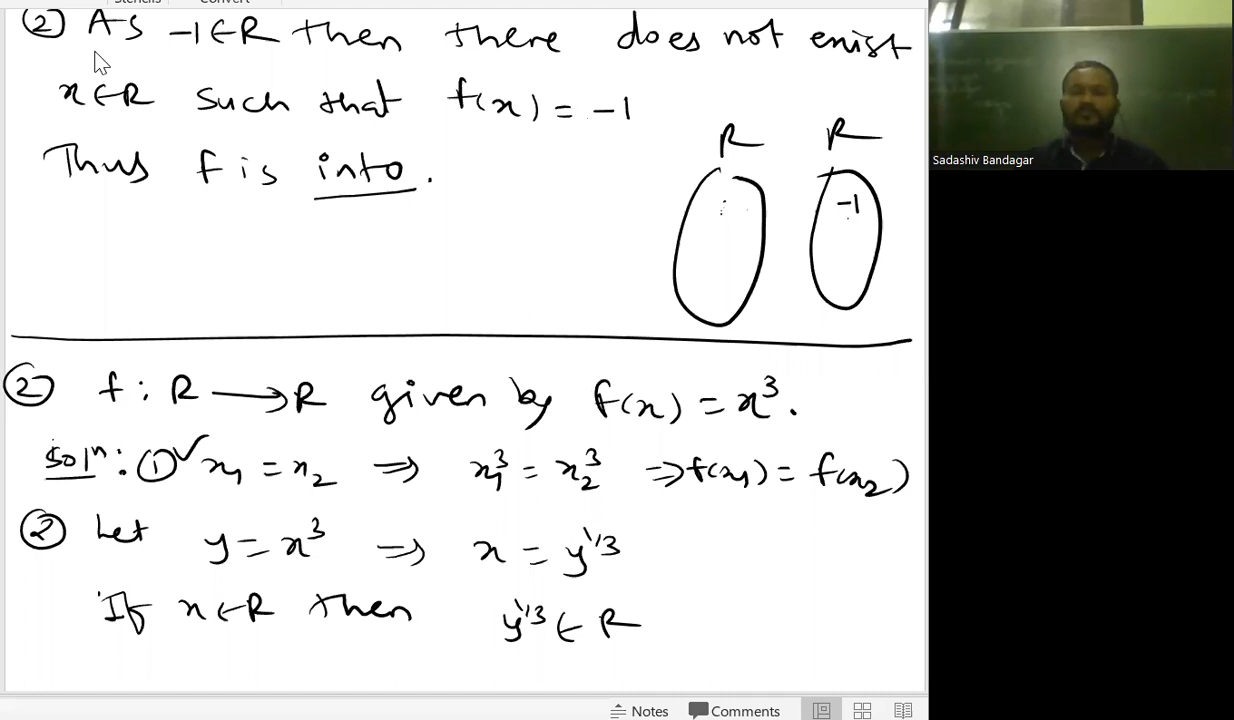 ② As -1∈R then there does not exist
x∈R such that f(x) = -1
Thus f is into.
R R
-1
② f : R ⟶ R given by f(x) = x³.
Solⁿ : ① ✓ x₁ = x₂ ⇒ x₁³ = x₂³ ⇒ f(x₁) = f(x₂)
② Let y = x³ ⇒ x = y^1/3
If x∈R then y^1/3 ∈ R
Sadashiv Bandagar
Notes Comments